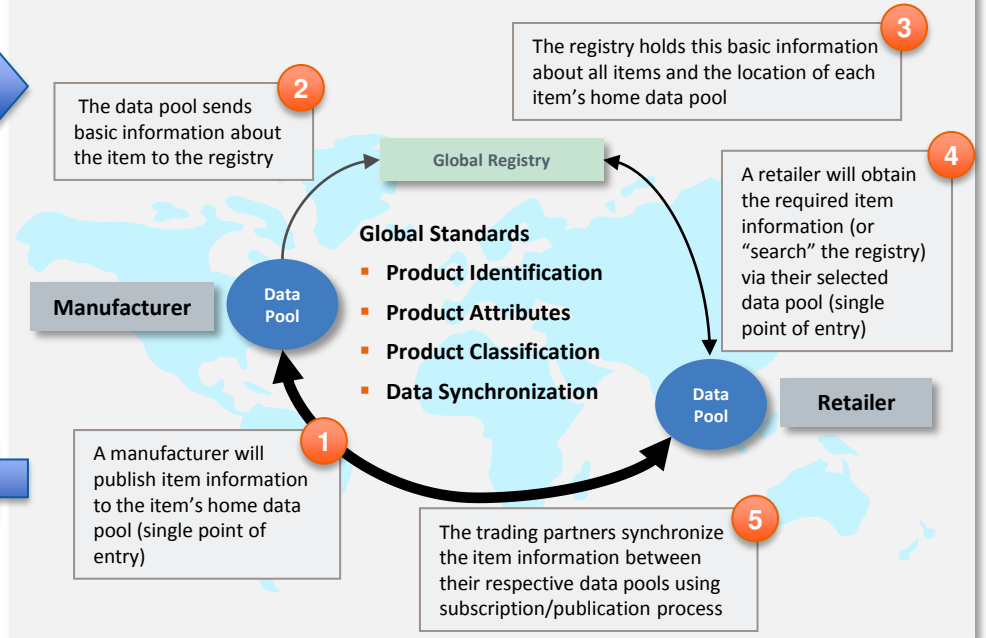 3
The registry holds this basic information
about all items and the location of each
item's home data pool
2
The data pool sends
basic information about
the item to the registry
Global Registry
4
A retailer will obtain
the required item
information (or
“search” the registry)
via their selected
data pool (single
point of entry)
Global Standards
▪ Product Identification
▪ Product Attributes
▪ Product Classification
▪ Data Synchronization
Manufacturer
Data
Pool
Data
Pool
Retailer
1
A manufacturer will
publish item information
to the item's home data
pool (single point of
entry)
5
The trading partners synchronize
the item information between
their respective data pools using
subscription/publication process